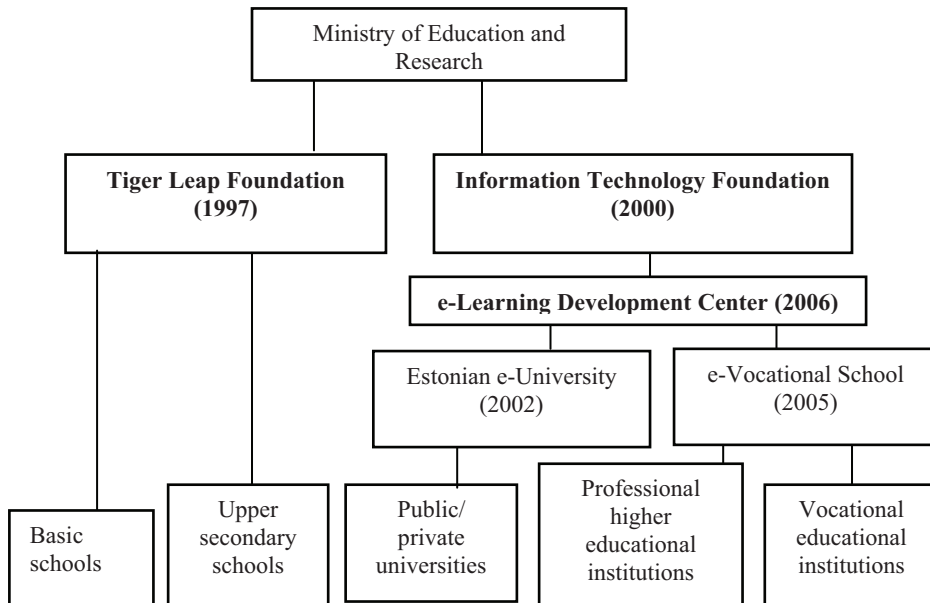 Ministry of Education and
Research
Tiger Leap Foundation
(1997)
Information Technology Foundation
(2000)
e-Learning Development Center (2006)
Estonian e-University
(2002)
e-Vocational School
(2005)
Basic
schools
Upper
secondary
schools
Public/
private
universities
Professional
higher
educational
institutions
Vocational
educational
institutions